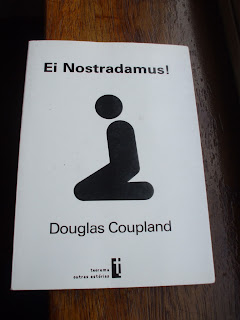 Ei Nostradamus!
Douglas Coupland
teorema
outras estórias